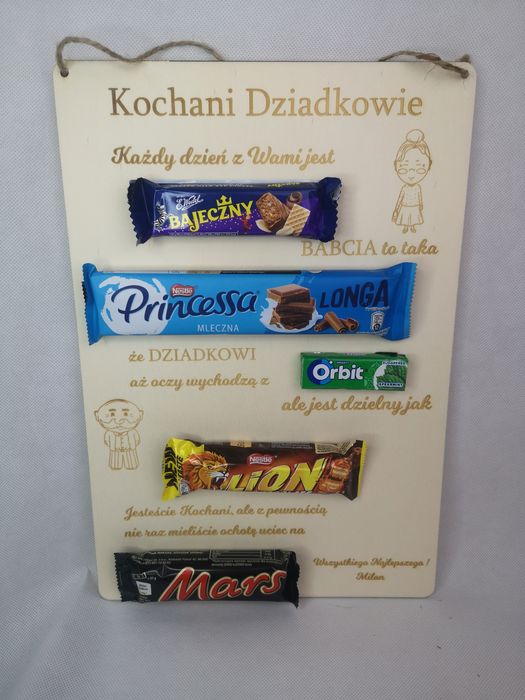 Kochani Dziadkowie
Każdy dzień z Wami jest
E. Wedel
BAJECZNY
BABCIA to taka
Nestlé
Princessa LONGA
MLECZNA
że DZIADKOWI
aż oczy wychodzą z
Orbit
SPEARMINT
ale jest dzielny jak
Nestlé
LION
Jesteście Kochani, ale z pewnością
nie raz mieliście ochotę uciec na
Mars
Wszystkiego Najlepszego !
Milan